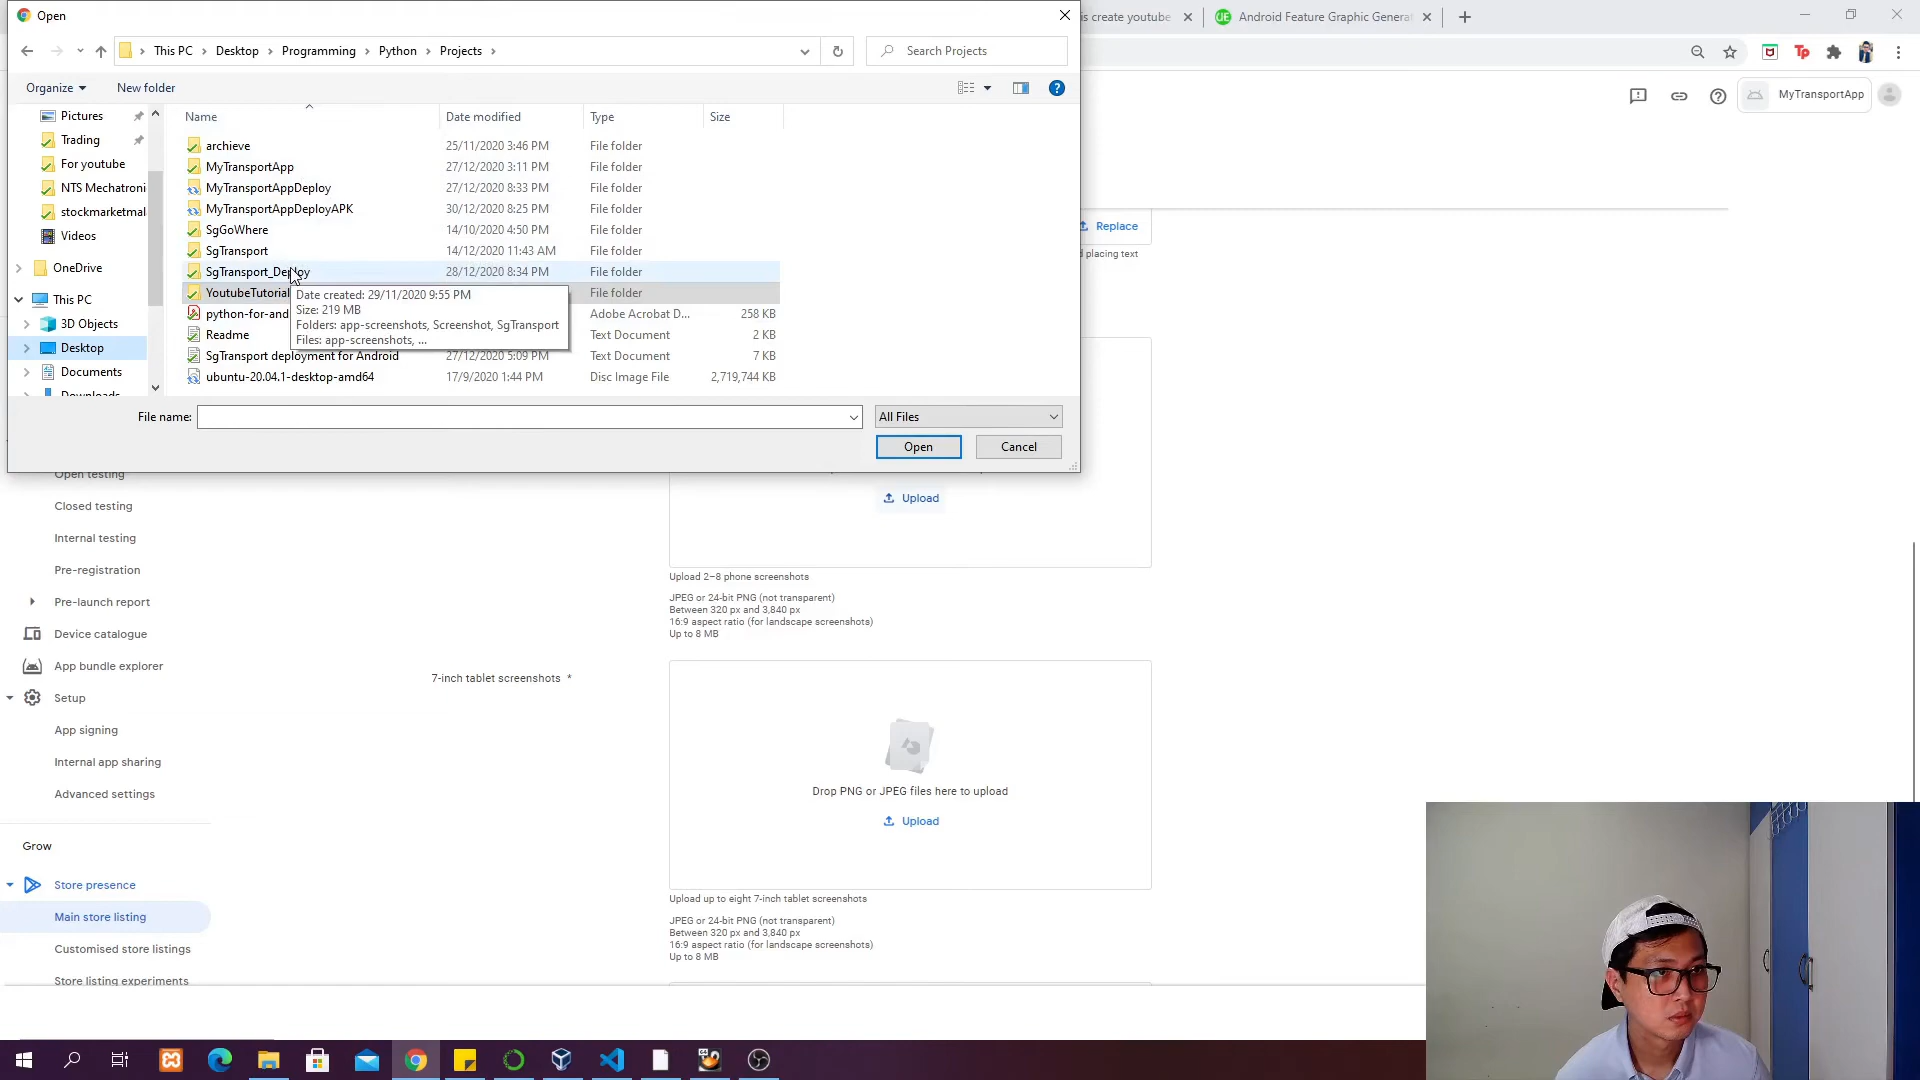 Open
is create youtube
Android Feature Graphic Generat
This PC > Desktop > Programming > Python > Projects >
Search Projects
Organize
New folder
MyTransportApp
Pictures
Trading
For youtube
NTS Mechatroni
stockmarketmal
Videos
OneDrive
This PC
3D Objects
Desktop
Documents
Downloads
Name Date modified Type Size
archieve 25/11/2020 3:46 PM File folder
MyTransportApp 27/12/2020 3:11 PM File folder
MyTransportAppDeploy 27/12/2020 8:33 PM File folder
MyTransportAppDeployAPK 30/12/2020 8:25 PM File folder
SgGoWhere 14/10/2020 4:50 PM File folder
SgTransport 14/12/2020 11:43 AM File folder
SgTransport_Deploy 28/12/2020 8:34 PM File folder
YoutubeTutorial File folder
python-for-and Adobe Acrobat D... 258 KB
Readme Text Document 2 KB
SgTransport deployment for Android 27/12/2020 5:09 PM Text Document 7 KB
ubuntu-20.04.1-desktop-amd64 17/9/2020 1:44 PM Disc Image File 2,719,744 KB
Date created: 29/11/2020 9:55 PM
Size: 219 MB
Folders: app-screenshots, Screenshot, SgTransport
Files: app-screenshots, ...
File name:
All Files
Open
Cancel
Replace
d placing text
Open testing
Closed testing
Internal testing
Pre-registration
Pre-launch report
Device catalogue
App bundle explorer
Setup
App signing
Internal app sharing
Advanced settings
Grow
Store presence
Main store listing
Customised store listings
Store listing experiments
Upload
Upload 2–8 phone screenshots
JPEG or 24-bit PNG (not transparent)
Between 320 px and 3,840 px
16:9 aspect ratio (for landscape screenshots)
Up to 8 MB
7-inch tablet screenshots *
Drop PNG or JPEG files here to upload
Upload
Upload up to eight 7-inch tablet screenshots
JPEG or 24-bit PNG (not transparent)
Between 320 px and 3,840 px
16:9 aspect ratio (for landscape screenshots)
Up to 8 MB